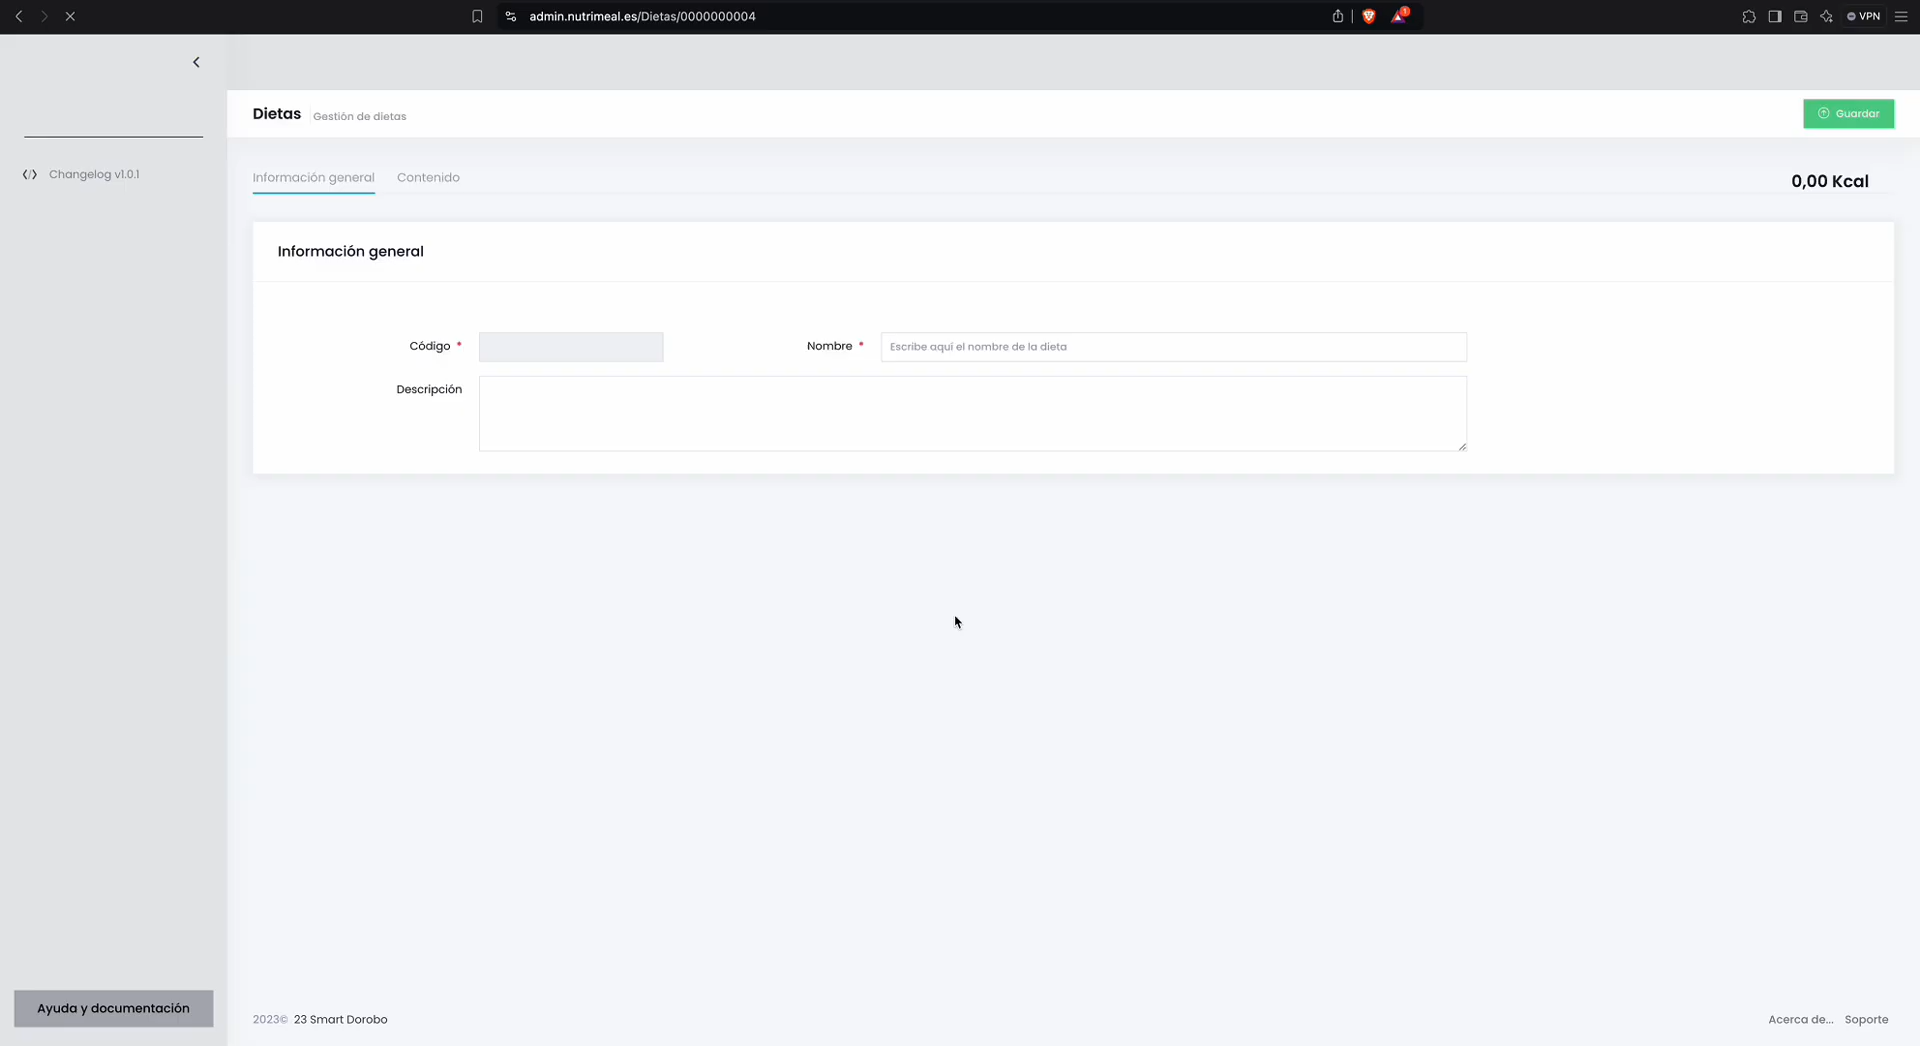 admin.nutrimeal.es/Dietas/0000000004
1
VPN
Dietas
Gestión de dietas
Guardar
Changelog v1.0.1
Información general
Contenido
0,00 Kcal
Información general
Código *
Nombre *
Escribe aquí el nombre de la dieta
Descripción
Ayuda y documentación
2023© 23 Smart Dorobo
Acerca de...
Soporte